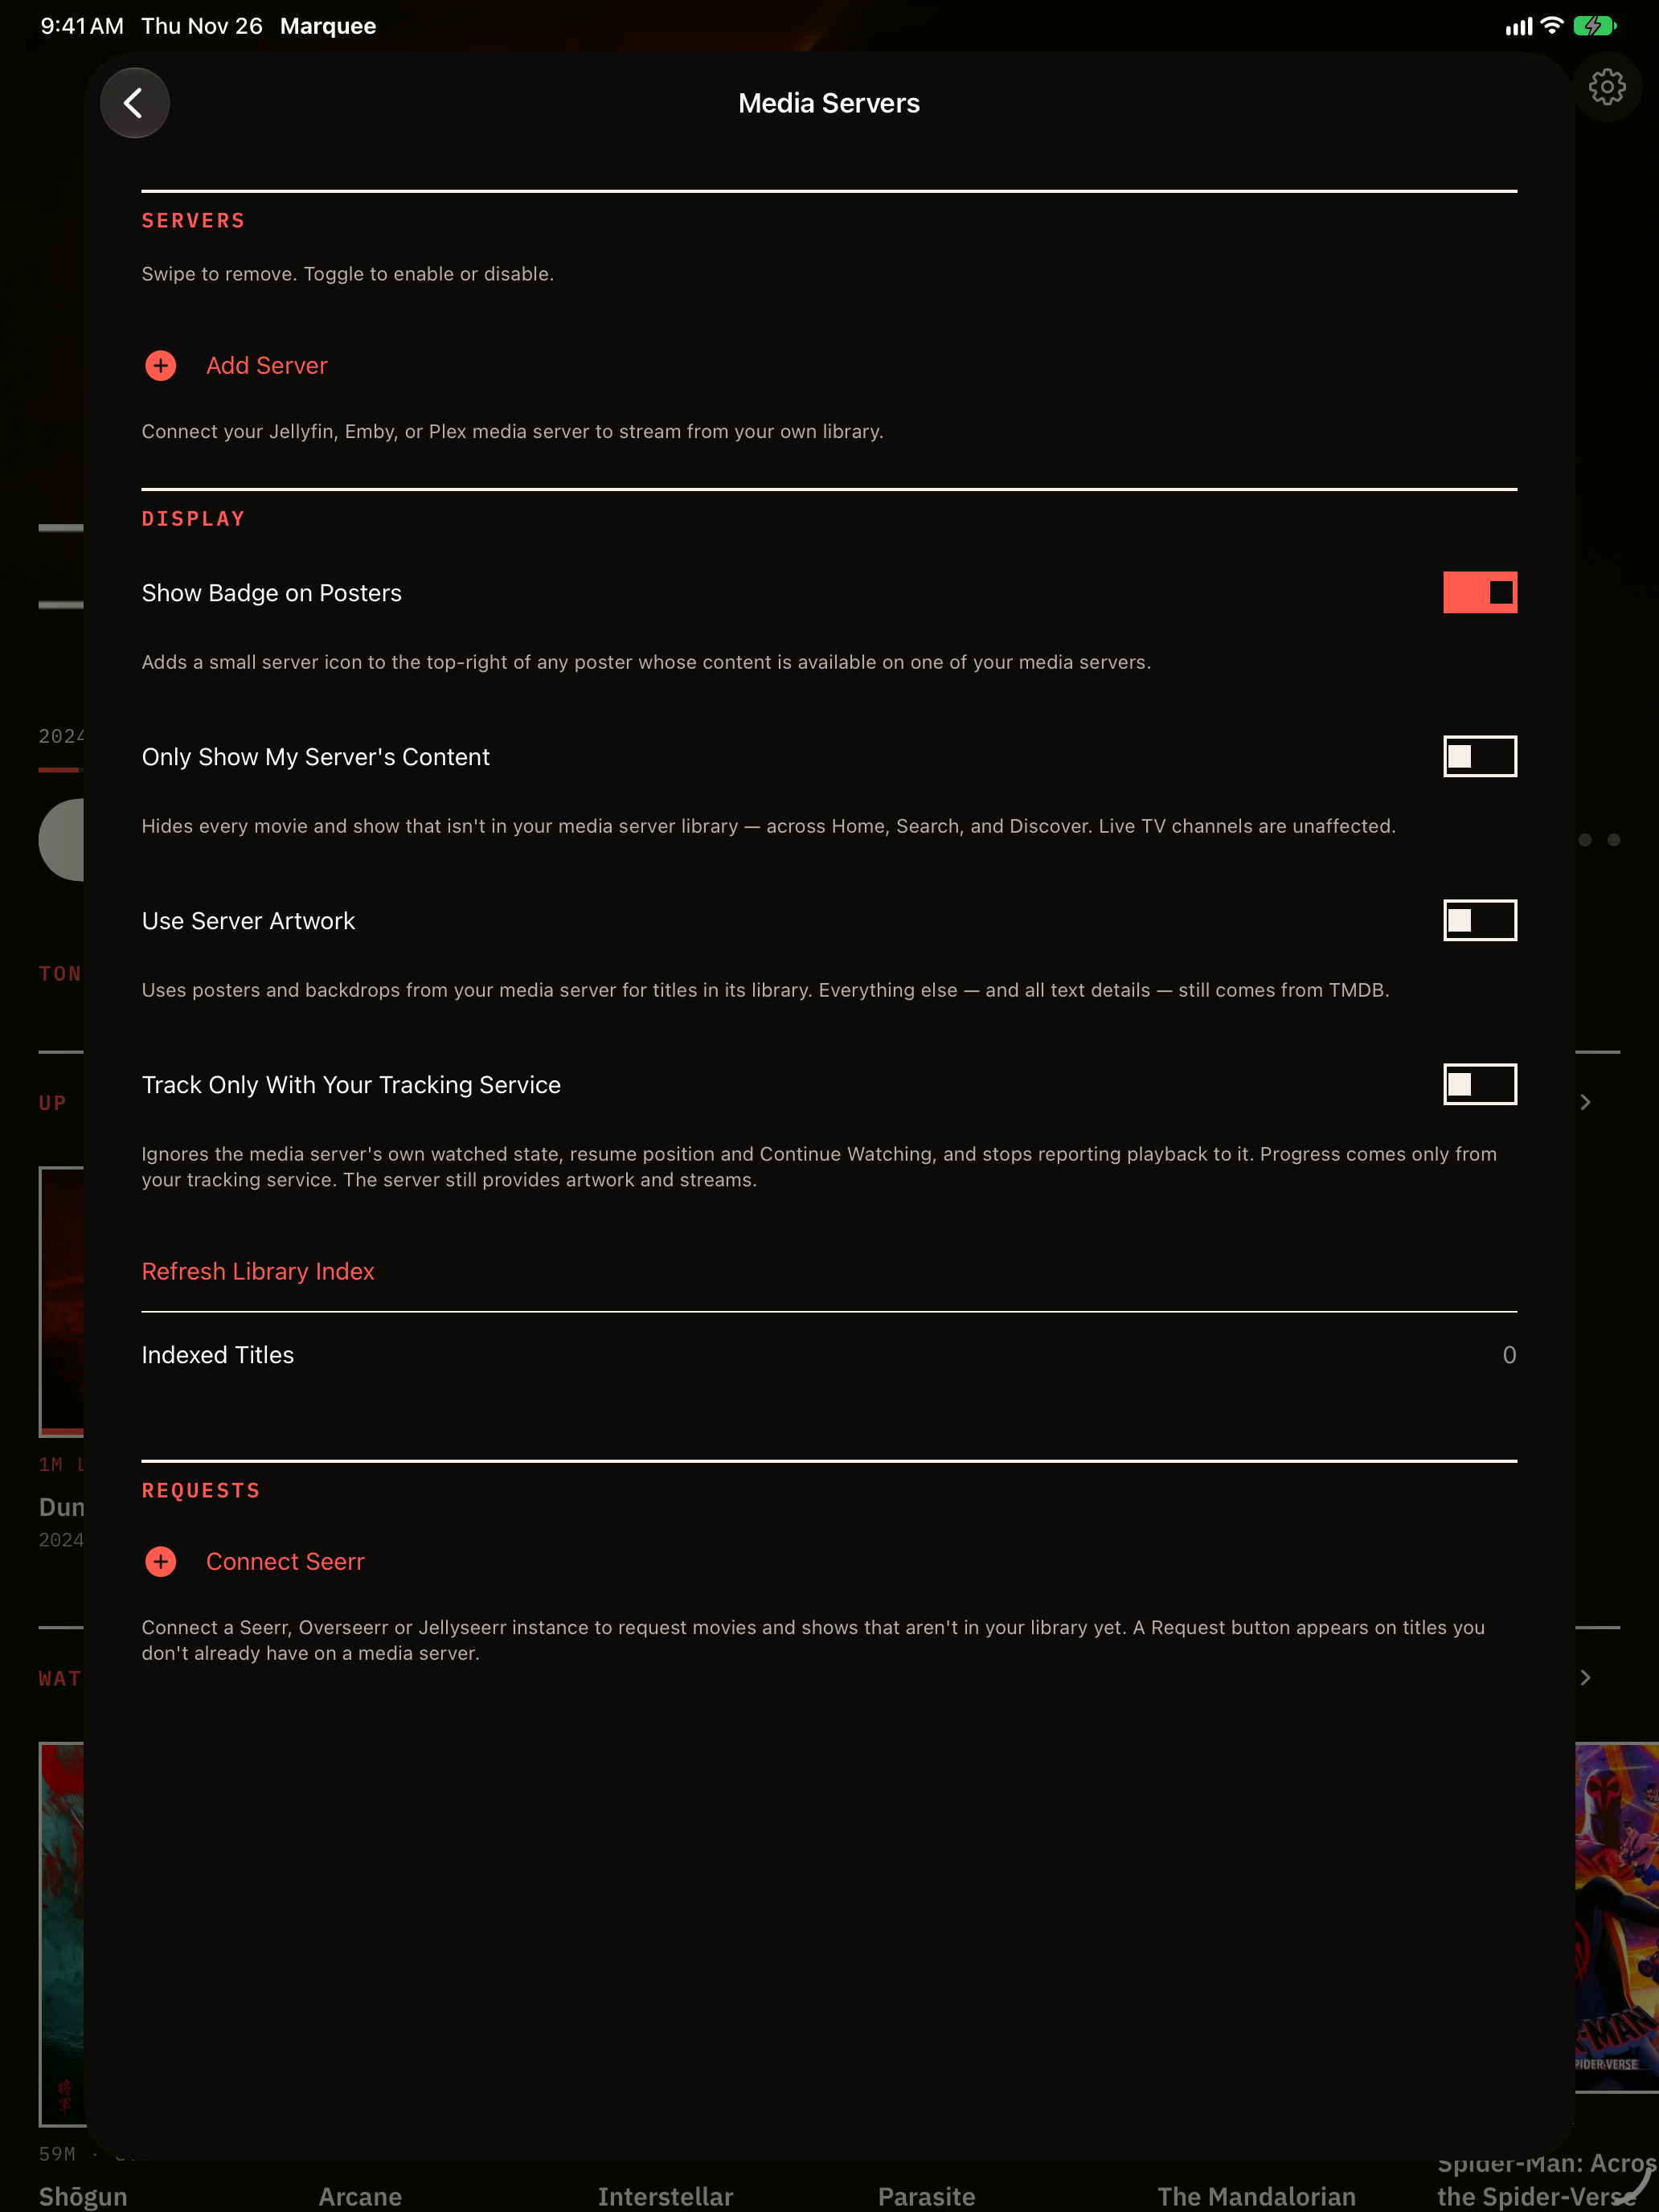 9:41 AM Thu Nov 26 Marquee
Media Servers
SERVERS
Swipe to remove. Toggle to enable or disable.
Add Server
Connect your Jellyfin, Emby, or Plex media server to stream from your own library.
DISPLAY
Show Badge on Posters
Adds a small server icon to the top-right of any poster whose content is available on one of your media servers.
2024
Only Show My Server's Content
Hides every movie and show that isn't in your media server library — across Home, Search, and Discover. Live TV channels are unaffected.
Use Server Artwork
TON
Uses posters and backdrops from your media server for titles in its library. Everything else — and all text details — still comes from TMDB.
Track Only With Your Tracking Service
UP
Ignores the media server's own watched state, resume position and Continue Watching, and stops reporting playback to it. Progress comes only from
your tracking service. The server still provides artwork and streams.
Refresh Library Index
Indexed Titles 0
1M L
REQUESTS
Dun
2024
Connect Seerr
Connect a Seerr, Overseerr or Jellyseerr instance to request movies and shows that aren't in your library yet. A Request button appears on titles you
don't already have on a media server.
WAT
-MAN
PIDER-VERSE
将軍
59M ·
Shōgun
Arcane
Interstellar
Parasite
The Mandalorian
Spider-Man: Acros
the Spider-Verse